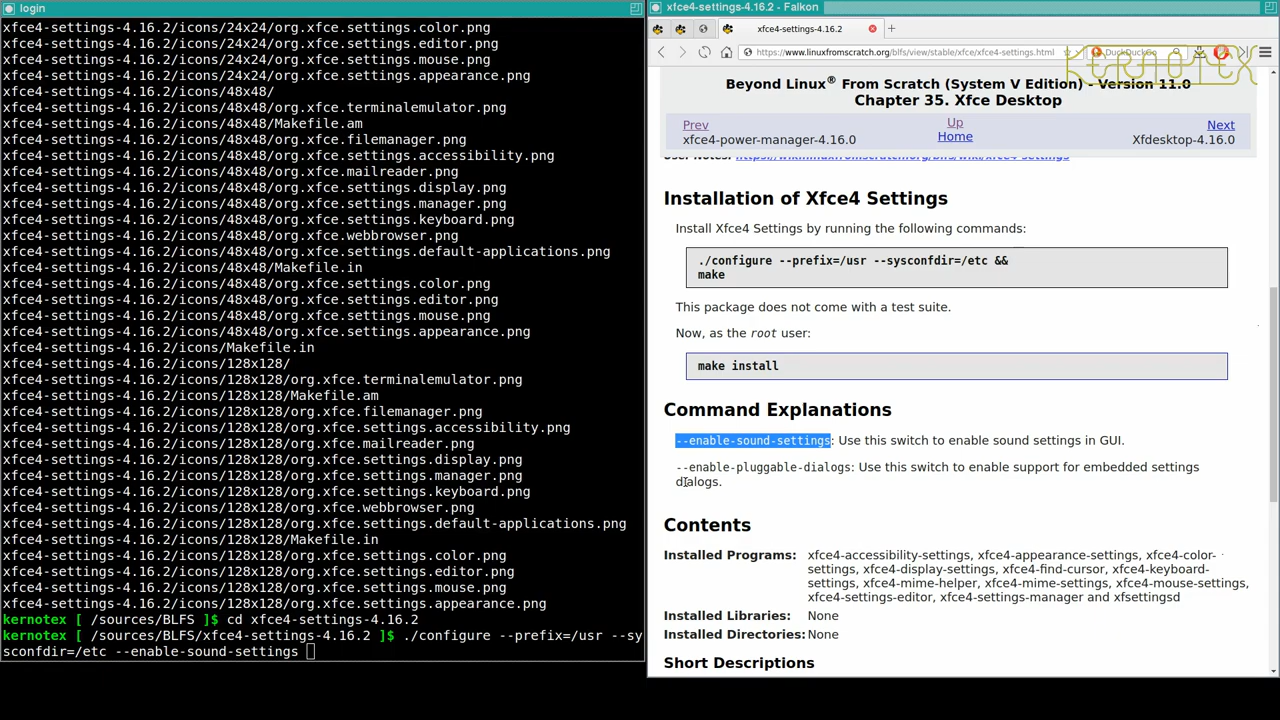 login
xfce4-settings-4.16.2/icons/24x24/org.xfce.settings.color.png
xfce4-settings-4.16.2/icons/24x24/org.xfce.settings.editor.png
xfce4-settings-4.16.2/icons/24x24/org.xfce.settings.mouse.png
xfce4-settings-4.16.2/icons/24x24/org.xfce.settings.appearance.png
xfce4-settings-4.16.2/icons/48x48/
xfce4-settings-4.16.2/icons/48x48/org.xfce.terminalemulator.png
xfce4-settings-4.16.2/icons/48x48/Makefile.am
xfce4-settings-4.16.2/icons/48x48/org.xfce.filemanager.png
xfce4-settings-4.16.2/icons/48x48/org.xfce.settings.accessibility.png
xfce4-settings-4.16.2/icons/48x48/org.xfce.mailreader.png
xfce4-settings-4.16.2/icons/48x48/org.xfce.settings.display.png
xfce4-settings-4.16.2/icons/48x48/org.xfce.settings.manager.png
xfce4-settings-4.16.2/icons/48x48/org.xfce.settings.keyboard.png
xfce4-settings-4.16.2/icons/48x48/org.xfce.webbrowser.png
xfce4-settings-4.16.2/icons/48x48/org.xfce.settings.default-applications.png
xfce4-settings-4.16.2/icons/48x48/Makefile.in
xfce4-settings-4.16.2/icons/48x48/org.xfce.settings.color.png
xfce4-settings-4.16.2/icons/48x48/org.xfce.settings.editor.png
xfce4-settings-4.16.2/icons/48x48/org.xfce.settings.mouse.png
xfce4-settings-4.16.2/icons/48x48/org.xfce.settings.appearance.png
xfce4-settings-4.16.2/icons/Makefile.in
xfce4-settings-4.16.2/icons/128x128/
xfce4-settings-4.16.2/icons/128x128/org.xfce.terminalemulator.png
xfce4-settings-4.16.2/icons/128x128/Makefile.am
xfce4-settings-4.16.2/icons/128x128/org.xfce.filemanager.png
xfce4-settings-4.16.2/icons/128x128/org.xfce.settings.accessibility.png
xfce4-settings-4.16.2/icons/128x128/org.xfce.mailreader.png
xfce4-settings-4.16.2/icons/128x128/org.xfce.settings.display.png
xfce4-settings-4.16.2/icons/128x128/org.xfce.settings.manager.png
xfce4-settings-4.16.2/icons/128x128/org.xfce.settings.keyboard.png
xfce4-settings-4.16.2/icons/128x128/org.xfce.webbrowser.png
xfce4-settings-4.16.2/icons/128x128/org.xfce.settings.default-applications.png
xfce4-settings-4.16.2/icons/128x128/Makefile.in
xfce4-settings-4.16.2/icons/128x128/org.xfce.settings.color.png
xfce4-settings-4.16.2/icons/128x128/org.xfce.settings.editor.png
xfce4-settings-4.16.2/icons/128x128/org.xfce.settings.mouse.png
xfce4-settings-4.16.2/icons/128x128/org.xfce.settings.appearance.png
kernotex [ /sources/BLFS ]$ cd xfce4-settings-4.16.2
kernotex [ /sources/BLFS/xfce4-settings-4.16.2 ]$ ./configure --prefix=/usr --sy
sconfdir=/etc --enable-sound-settings
xfce4-settings-4.16.2 - Falkon
xfce4-settings-4.16.2
https://www.linuxfromscratch.org/blfs/view/stable/xfce/xfce4-settings.html
DuckDuckGo
KERNOTEX
Beyond Linux® From Scratch (System V Edition) - Version 11.0
Chapter 35. Xfce Desktop
Prev Up Next
xfce4-power-manager-4.16.0 Home Xfdesktop-4.16.0
User Notes: https://wiki.linuxfromscratch.org/blfs/wiki/xfce4-settings
Installation of Xfce4 Settings
Install Xfce4 Settings by running the following commands:
./configure --prefix=/usr --sysconfdir=/etc &&
make
This package does not come with a test suite.
Now, as the root user:
make install
Command Explanations
--enable-sound-settings: Use this switch to enable sound settings in GUI.
--enable-pluggable-dialogs: Use this switch to enable support for embedded settings
dialogs.
Contents
Installed Programs: xfce4-accessibility-settings, xfce4-appearance-settings, xfce4-color-
settings, xfce4-display-settings, xfce4-find-cursor, xfce4-keyboard-
settings, xfce4-mime-helper, xfce4-mime-settings, xfce4-mouse-settings,
xfce4-settings-editor, xfce4-settings-manager and xfsettingsd
Installed Libraries: None
Installed Directories: None
Short Descriptions